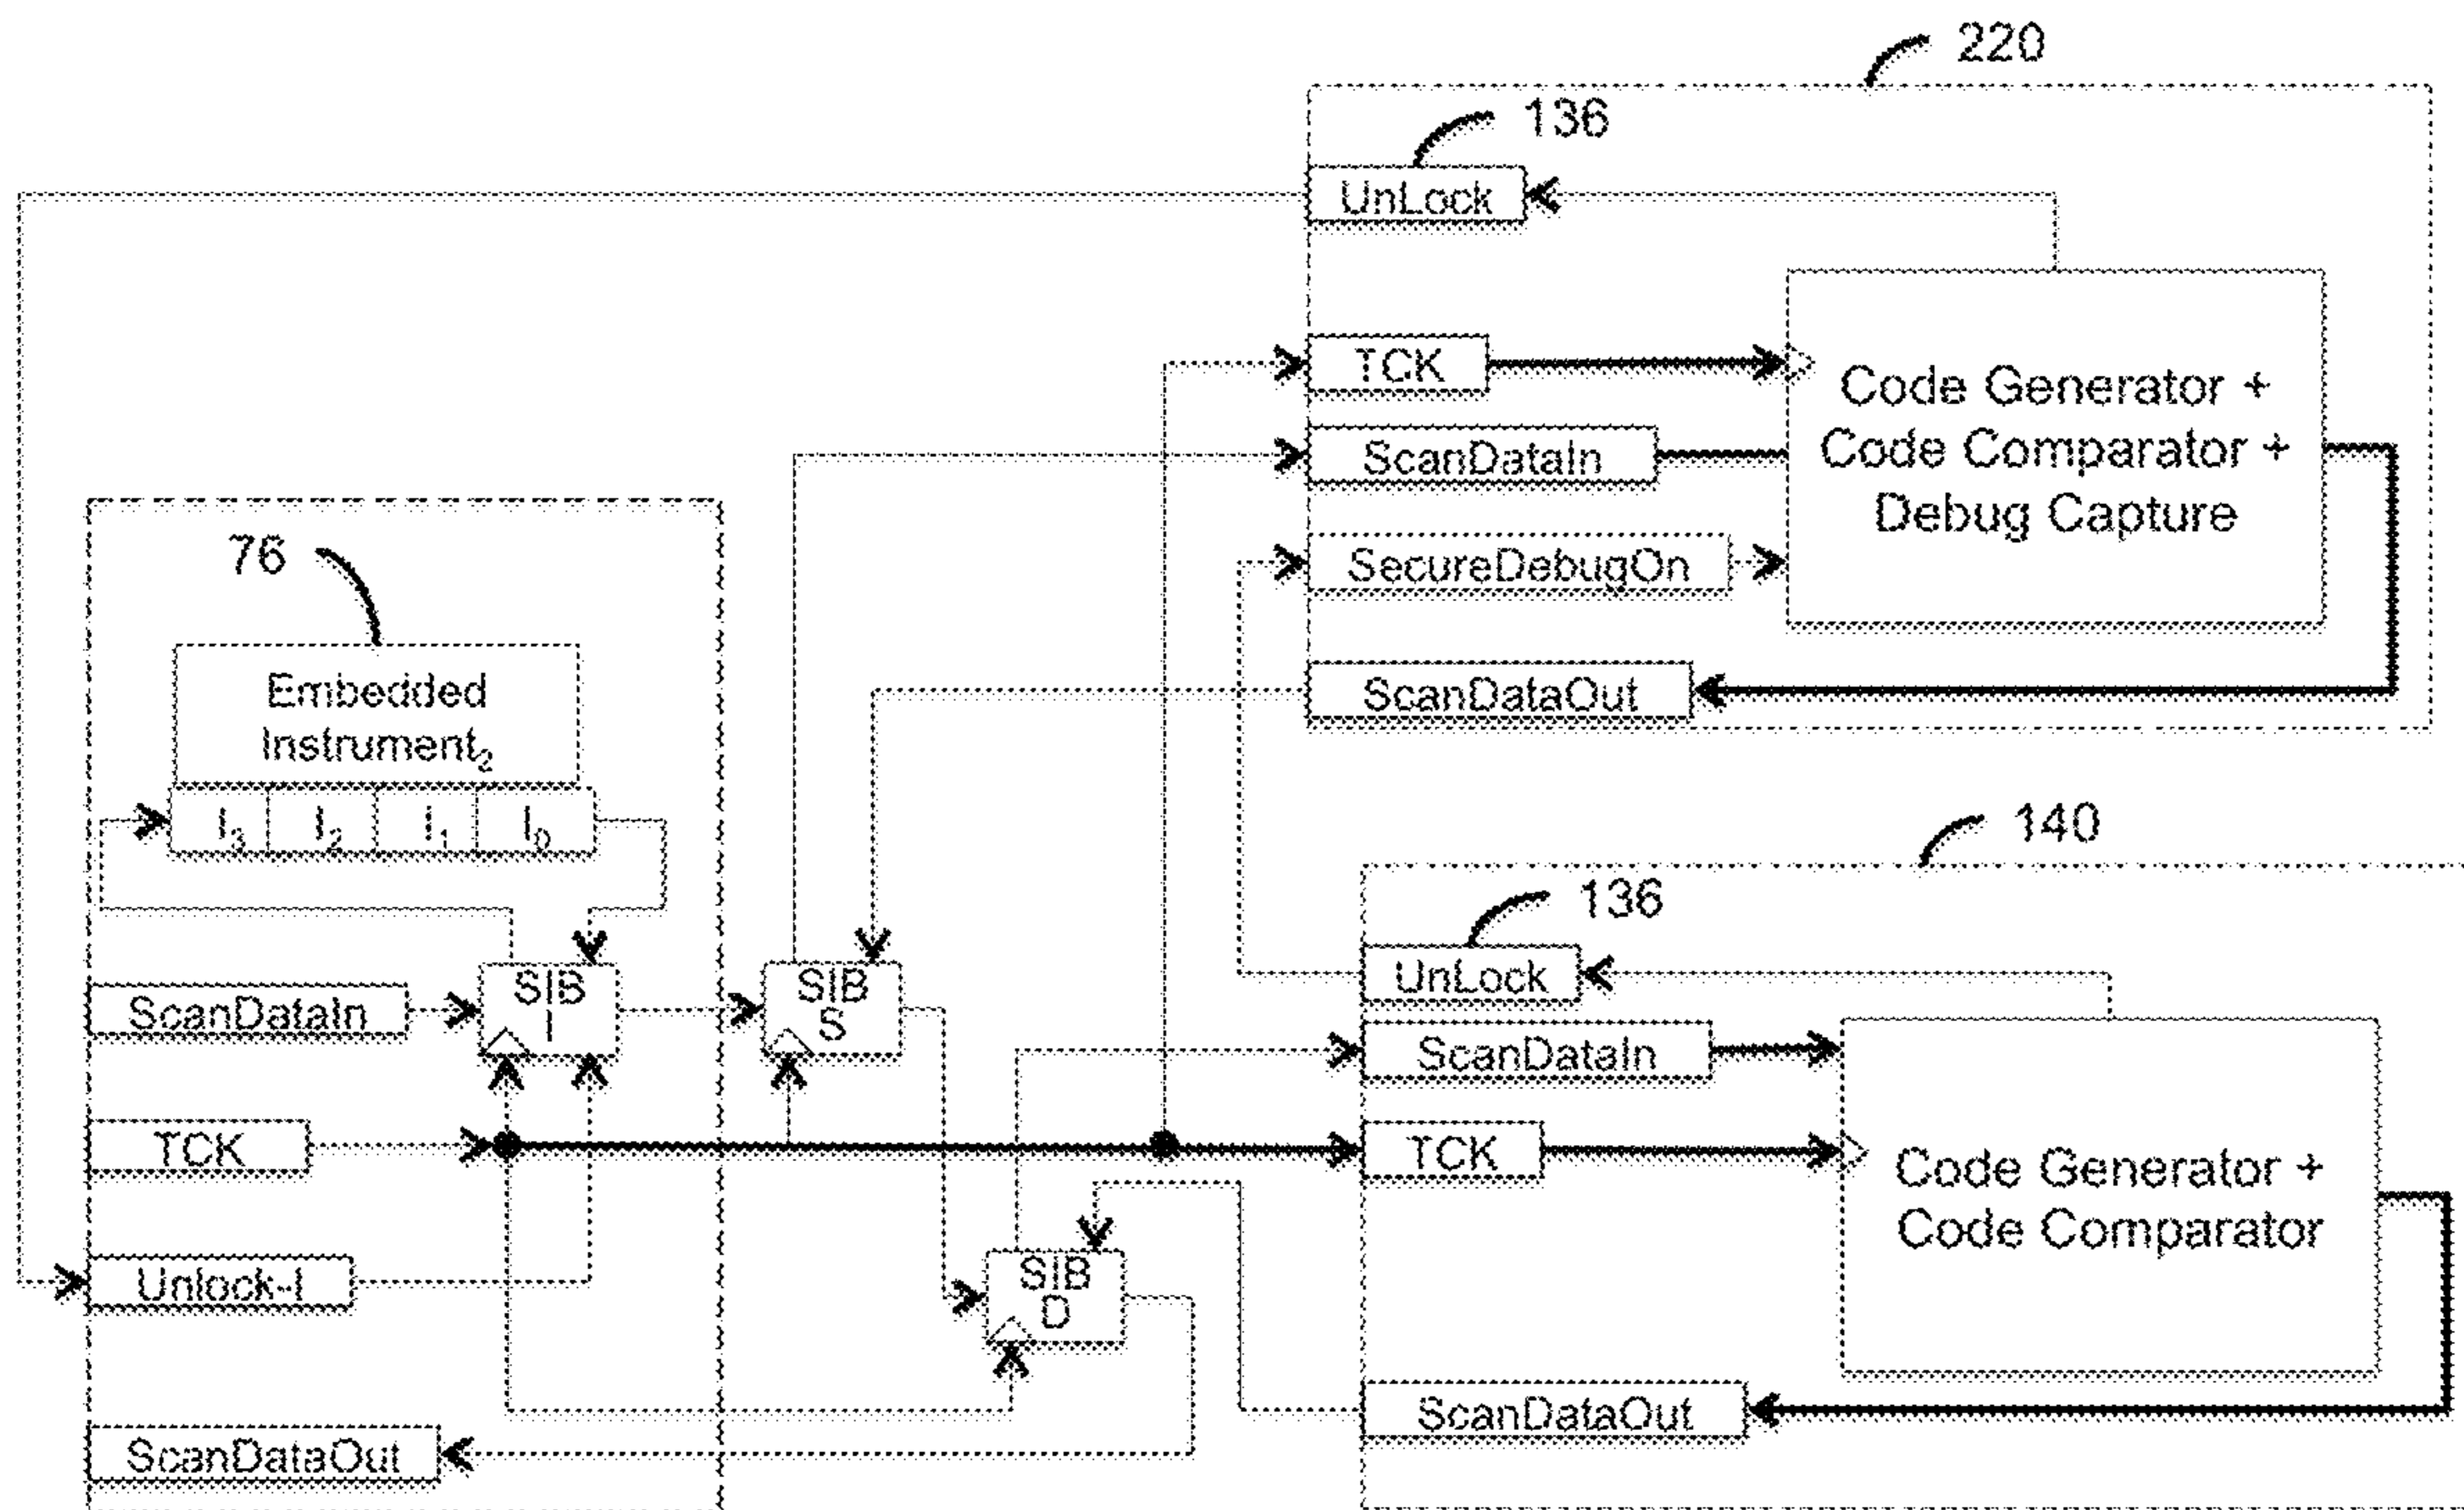 220
136
UnLock
TCK
Code Generator +
Code Comparator +
Debug Capture
ScanDataIn
SecureDebugOn
ScanDataOut
76
Embedded
Instrument₂
I₃ I₂ I₁ I₀
ScanDataIn
SIB
I
SIB
S
TCK
Unlock-I
SIB
D
ScanDataOut
140
136
UnLock
ScanDataIn
TCK
Code Generator +
Code Comparator
ScanDataOut